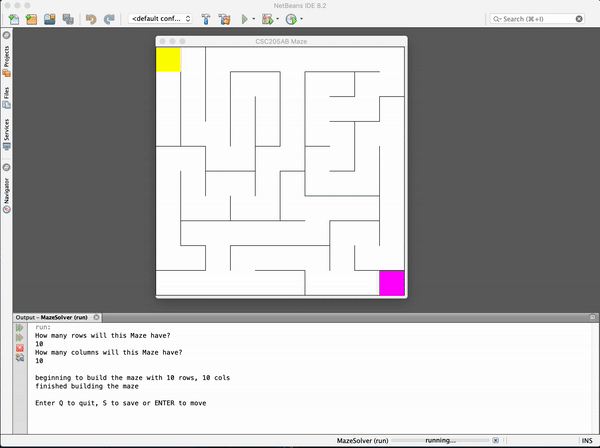 NetBeans IDE 8.2
<default conf...
Search (⌘+I)
CSC205AB Maze
Projects
Files
Services
Navigator
Output - MazeSolver (run)
run:
How many rows will this Maze have?
10
How many columns will this Maze have?
10
beginning to build the maze with 10 rows, 10 cols
finished building the maze
Enter Q to quit, S to save or ENTER to move
MazeSolver (run)
running...
INS